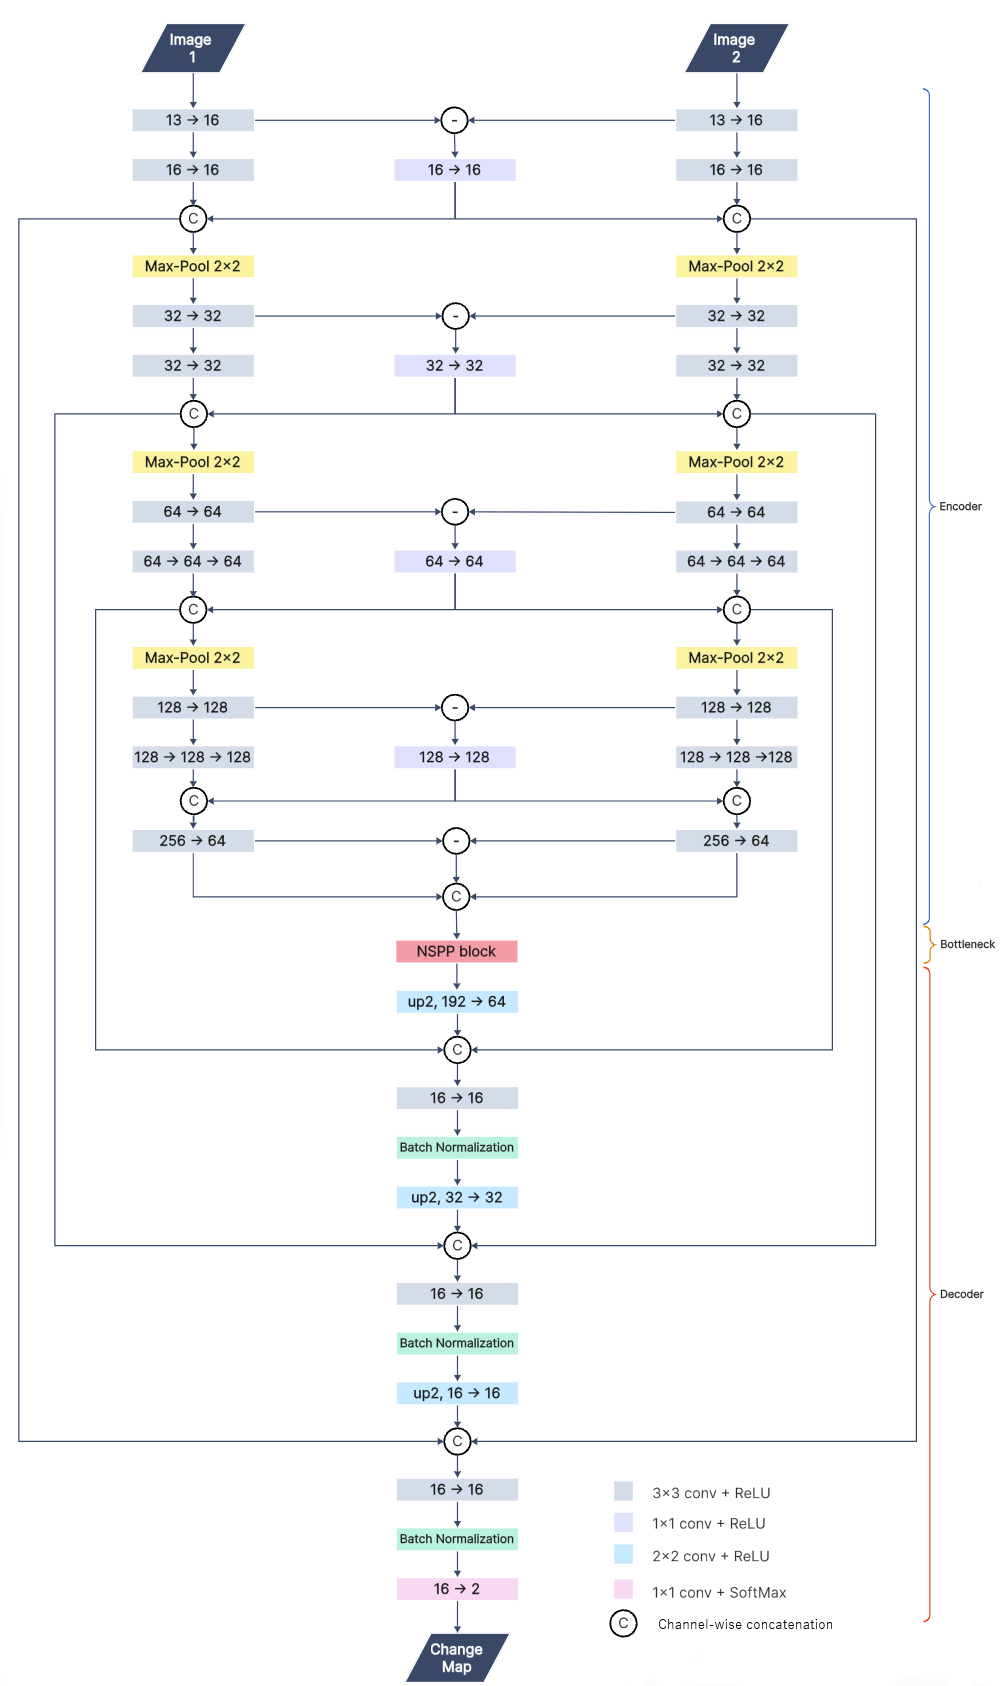 Image
1
Image
2
13 → 16
-
13 → 16
16 → 16
16 → 16
16 → 16
C
C
Max-Pool 2×2
Max-Pool 2×2
32 → 32
-
32 → 32
32 → 32
32 → 32
32 → 32
C
C
Max-Pool 2×2
Max-Pool 2×2
64 → 64
-
64 → 64
Encoder
64 → 64 → 64
64 → 64
64 → 64 → 64
C
C
Max-Pool 2×2
Max-Pool 2×2
128 → 128
-
128 → 128
128 → 128 → 128
128 → 128
128 → 128 →128
C
C
256 → 64
-
256 → 64
C
NSPP block
Bottleneck
up2, 192 → 64
C
16 → 16
Batch Normalization
up2, 32 → 32
C
16 → 16
Decoder
Batch Normalization
up2, 16 → 16
C
16 → 16
Batch Normalization
16 → 2
Change
Map
3×3 conv + ReLU
1×1 conv + ReLU
2×2 conv + ReLU
1×1 conv + SoftMax
C Channel-wise concatenation